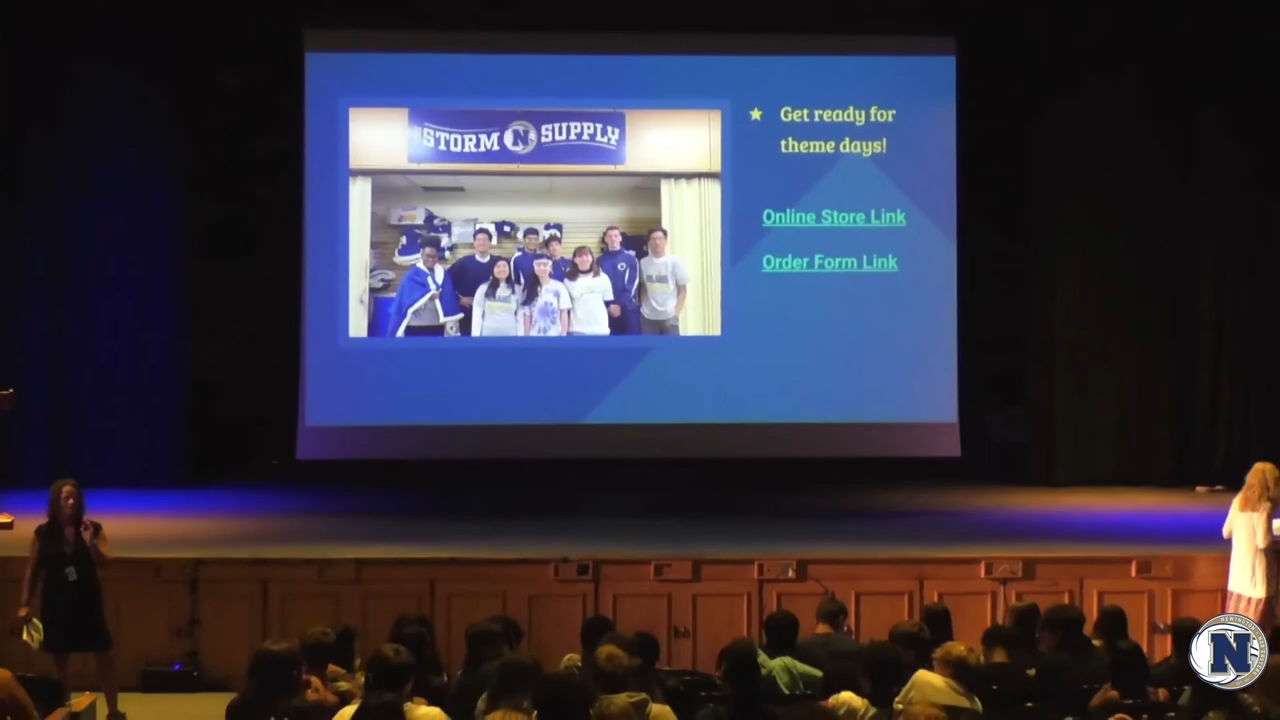 STORM N SUPPLY
★ Get ready for
theme days!
Online Store Link
Order Form Link
N